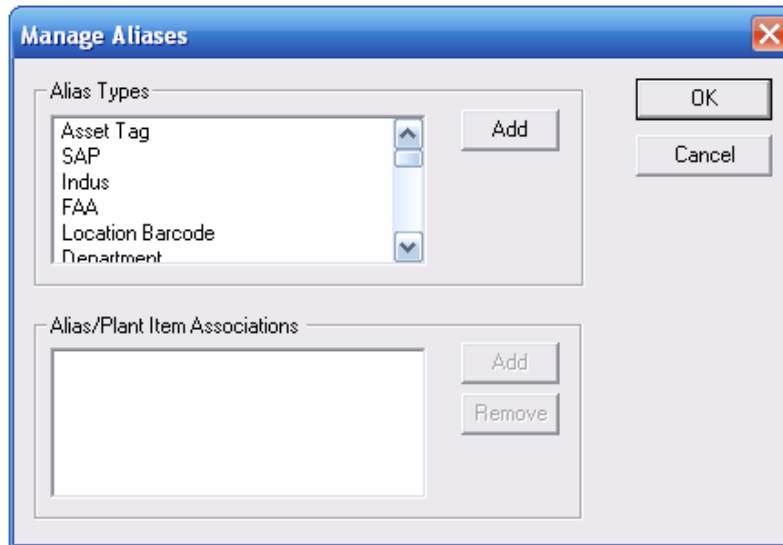 Manage Aliases
Alias Types
Asset Tag
SAP
Indus
FAA
Location Barcode
Department
Add
OK
Cancel
Alias/Plant Item Associations
Add
Remove